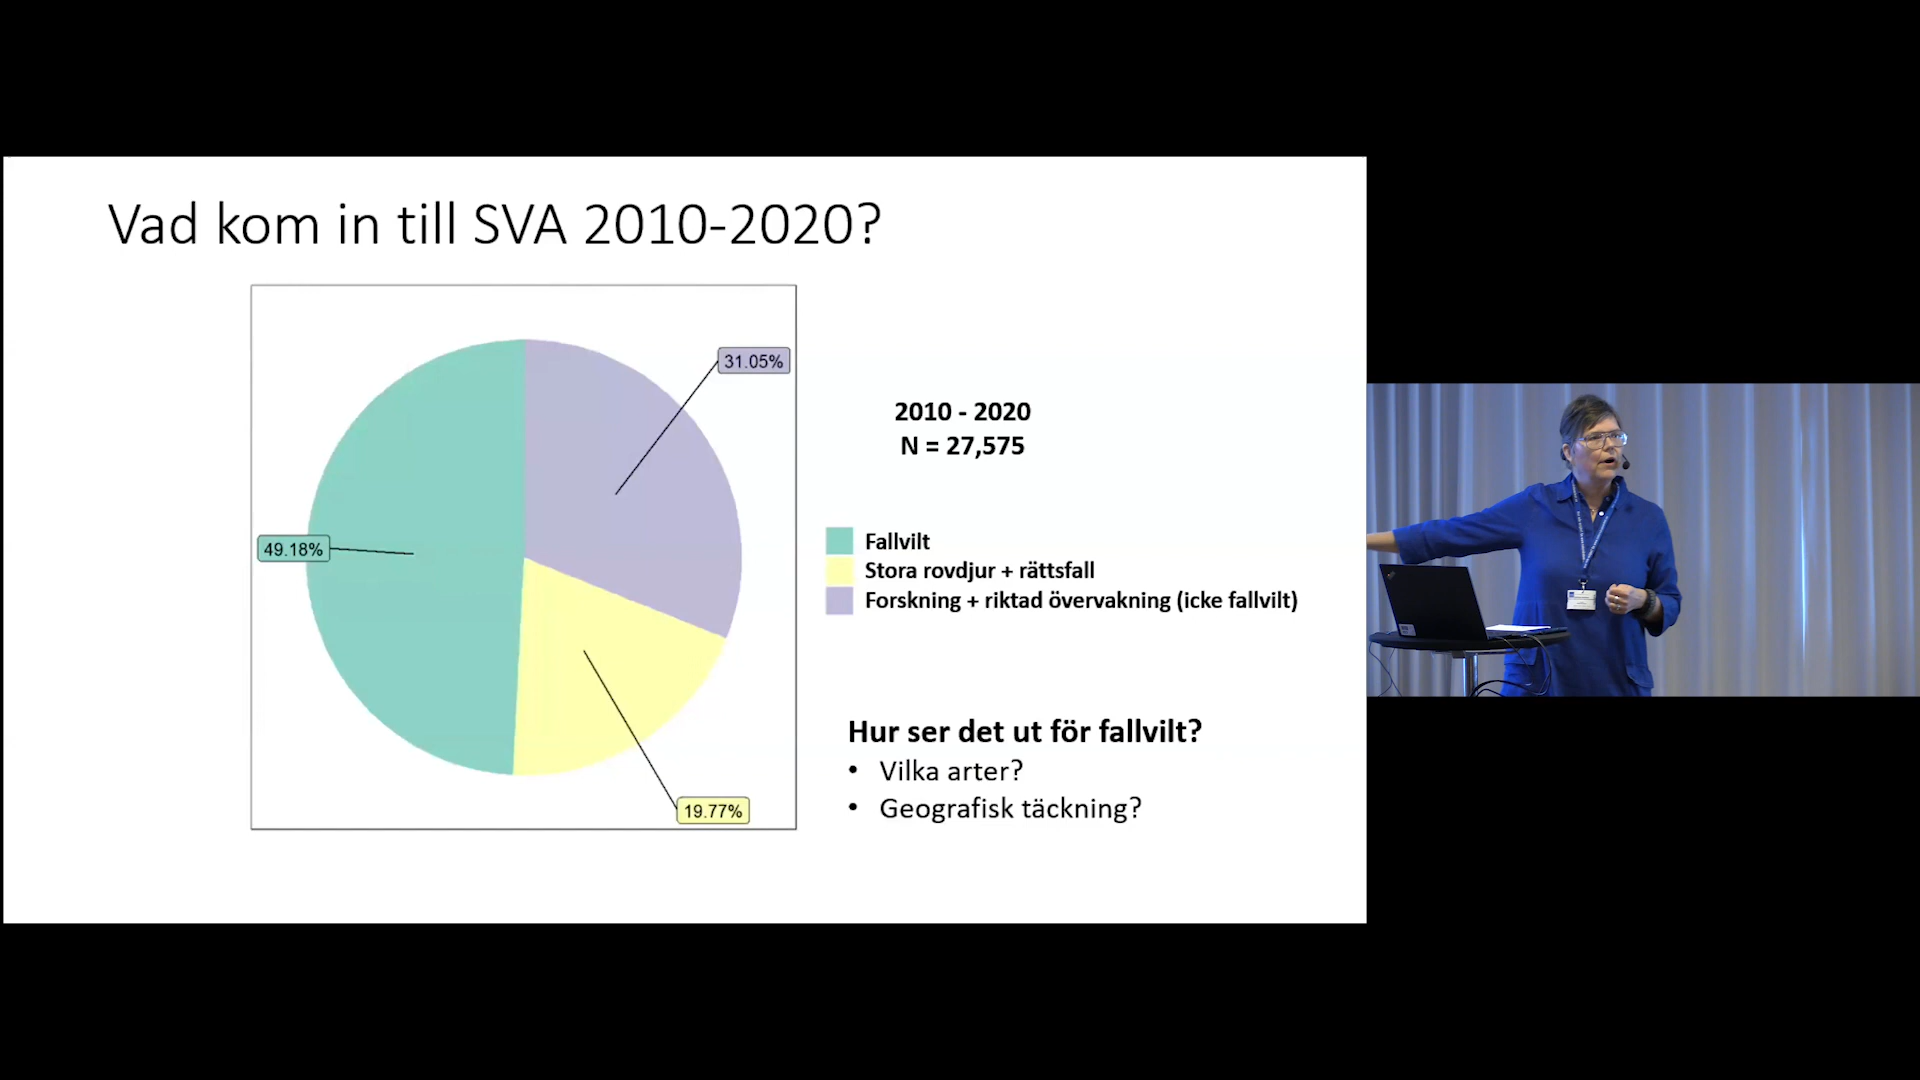 Vad kom in till SVA 2010-2020?
31.05%
49.18%
19.77%
2010 - 2020
N = 27,575
Fallvilt
Stora rovdjur + rättsfall
Forskning + riktad övervakning (icke fallvilt)
Hur ser det ut för fallvilt?
• Vilka arter?
• Geografisk täckning?